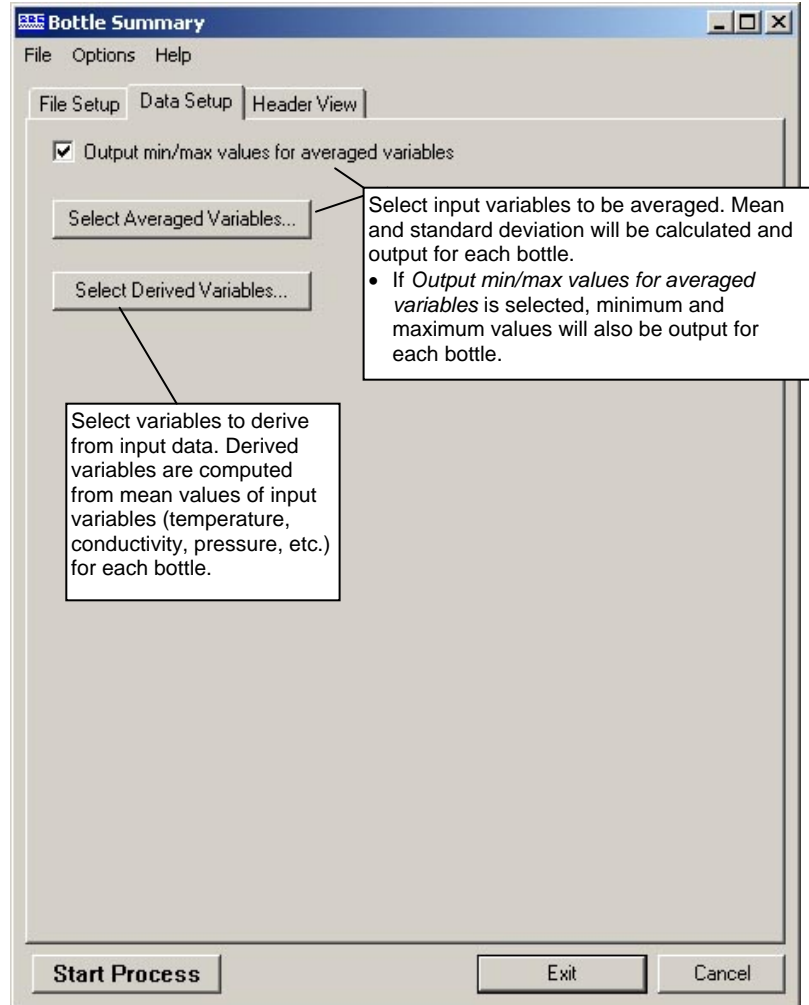 Bottle Summary
File Options Help
File Setup Data Setup Header View
Output min/max values for averaged variables
Select Averaged Variables...
Select input variables to be averaged. Mean
and standard deviation will be calculated and
output for each bottle.
• If Output min/max values for averaged
variables is selected, minimum and
maximum values will also be output for
each bottle.
Select Derived Variables...
Select variables to derive
from input data. Derived
variables are computed
from mean values of input
variables (temperature,
conductivity, pressure, etc.)
for each bottle.
Start Process Exit Cancel